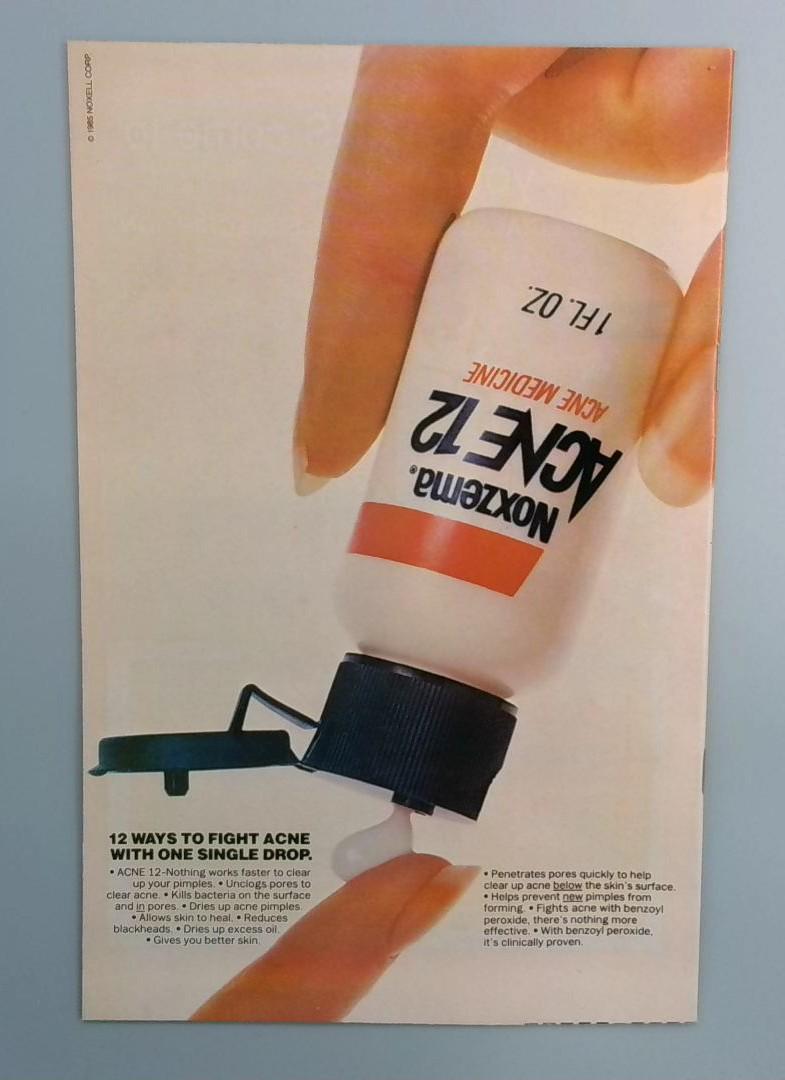 © 1985 NOXELL CORP.
1 FL. OZ.
ACNE MEDICINE
ACNE 12
Noxzema®
12 WAYS TO FIGHT ACNE
WITH ONE SINGLE DROP.
• ACNE 12-Nothing works faster to clear
up your pimples. • Unclogs pores to
clear acne. • Kills bacteria on the surface
and in pores. • Dries up acne pimples.
• Allows skin to heal. • Reduces
blackheads. • Dries up excess oil.
• Gives you better skin.
• Penetrates pores quickly to help
clear up acne below the skin's surface.
• Helps prevent new pimples from
forming. • Fights acne with benzoyl
peroxide, there's nothing more
effective. • With benzoyl peroxide,
it's clinically proven.